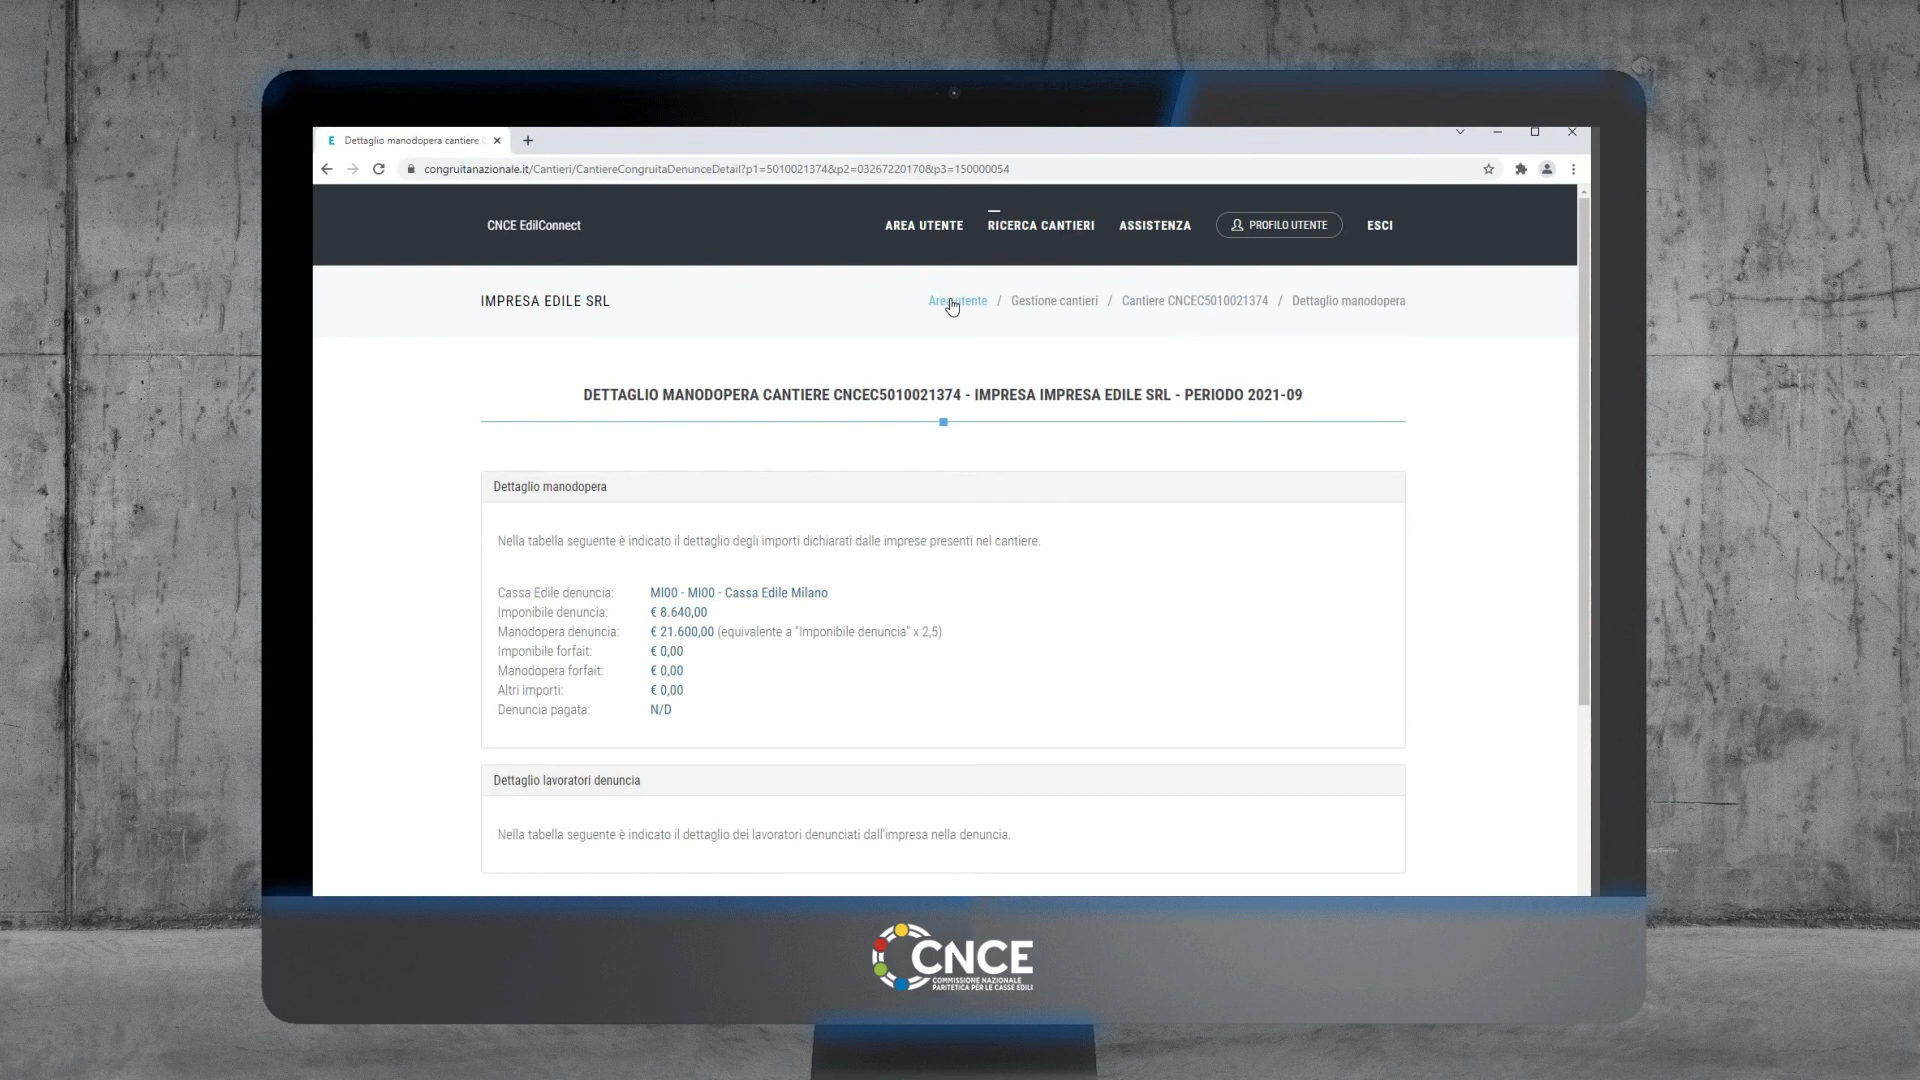 Dettaglio manodopera cantiere
congruitanazionale.it/Cantieri/CantiereCongruitaDenunceDetail?p1=5010021374&p2=03267220170&p3=150000054
CNCE EdilConnect
AREA UTENTE
RICERCA CANTIERI
ASSISTENZA
PROFILO UTENTE
ESCI
IMPRESA EDILE SRL
Area utente / Gestione cantieri / Cantiere CNCEC5010021374 / Dettaglio manodopera
DETTAGLIO MANODOPERA CANTIERE CNCEC5010021374 - IMPRESA IMPRESA EDILE SRL - PERIODO 2021-09
Dettaglio manodopera
Nella tabella seguente è indicato il dettaglio degli importi dichiarati dalle imprese presenti nel cantiere.
Cassa Edile denuncia: MI00 - MI00 - Cassa Edile Milano
Imponibile denuncia: € 8.640,00
Manodopera denuncia: € 21.600,00 (equivalente a "Imponibile denuncia" x 2,5)
Imponibile forfait: € 0,00
Manodopera forfait: € 0,00
Altri importi: € 0,00
Denuncia pagata: N/D
Dettaglio lavoratori denuncia
Nella tabella seguente è indicato il dettaglio dei lavoratori denunciati dall'impresa nella denuncia.
CNCE
COMMISSIONE NAZIONALE
PARITETICA PER LE CASSE EDILI